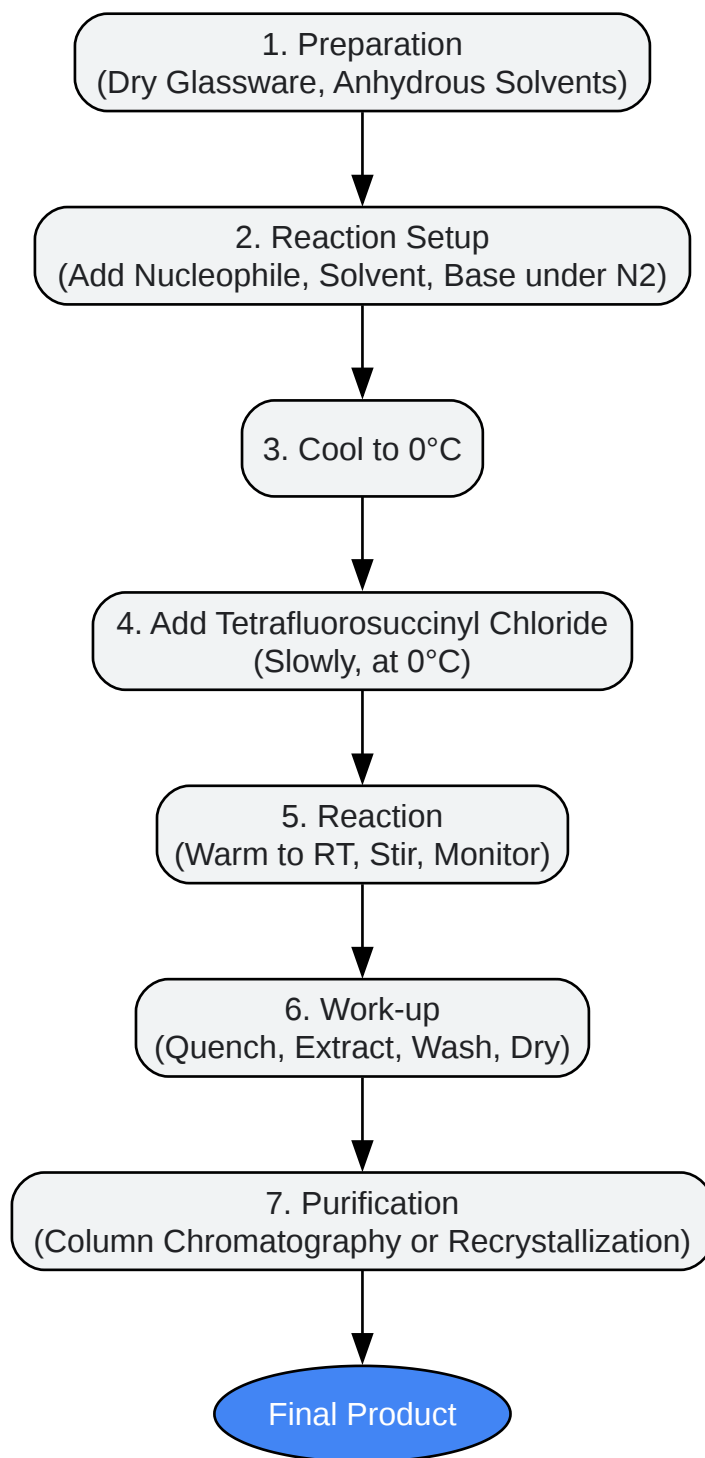 1. Preparation
(Dry Glassware, Anhydrous Solvents)
2. Reaction Setup
(Add Nucleophile, Solvent, Base under N2)
3. Cool to 0°C
4. Add Tetrafluorosuccinyl Chloride
(Slowly, at 0°C)
5. Reaction
(Warm to RT, Stir, Monitor)
6. Work-up
(Quench, Extract, Wash, Dry)
7. Purification
(Column Chromatography or Recrystallization)
Final Product